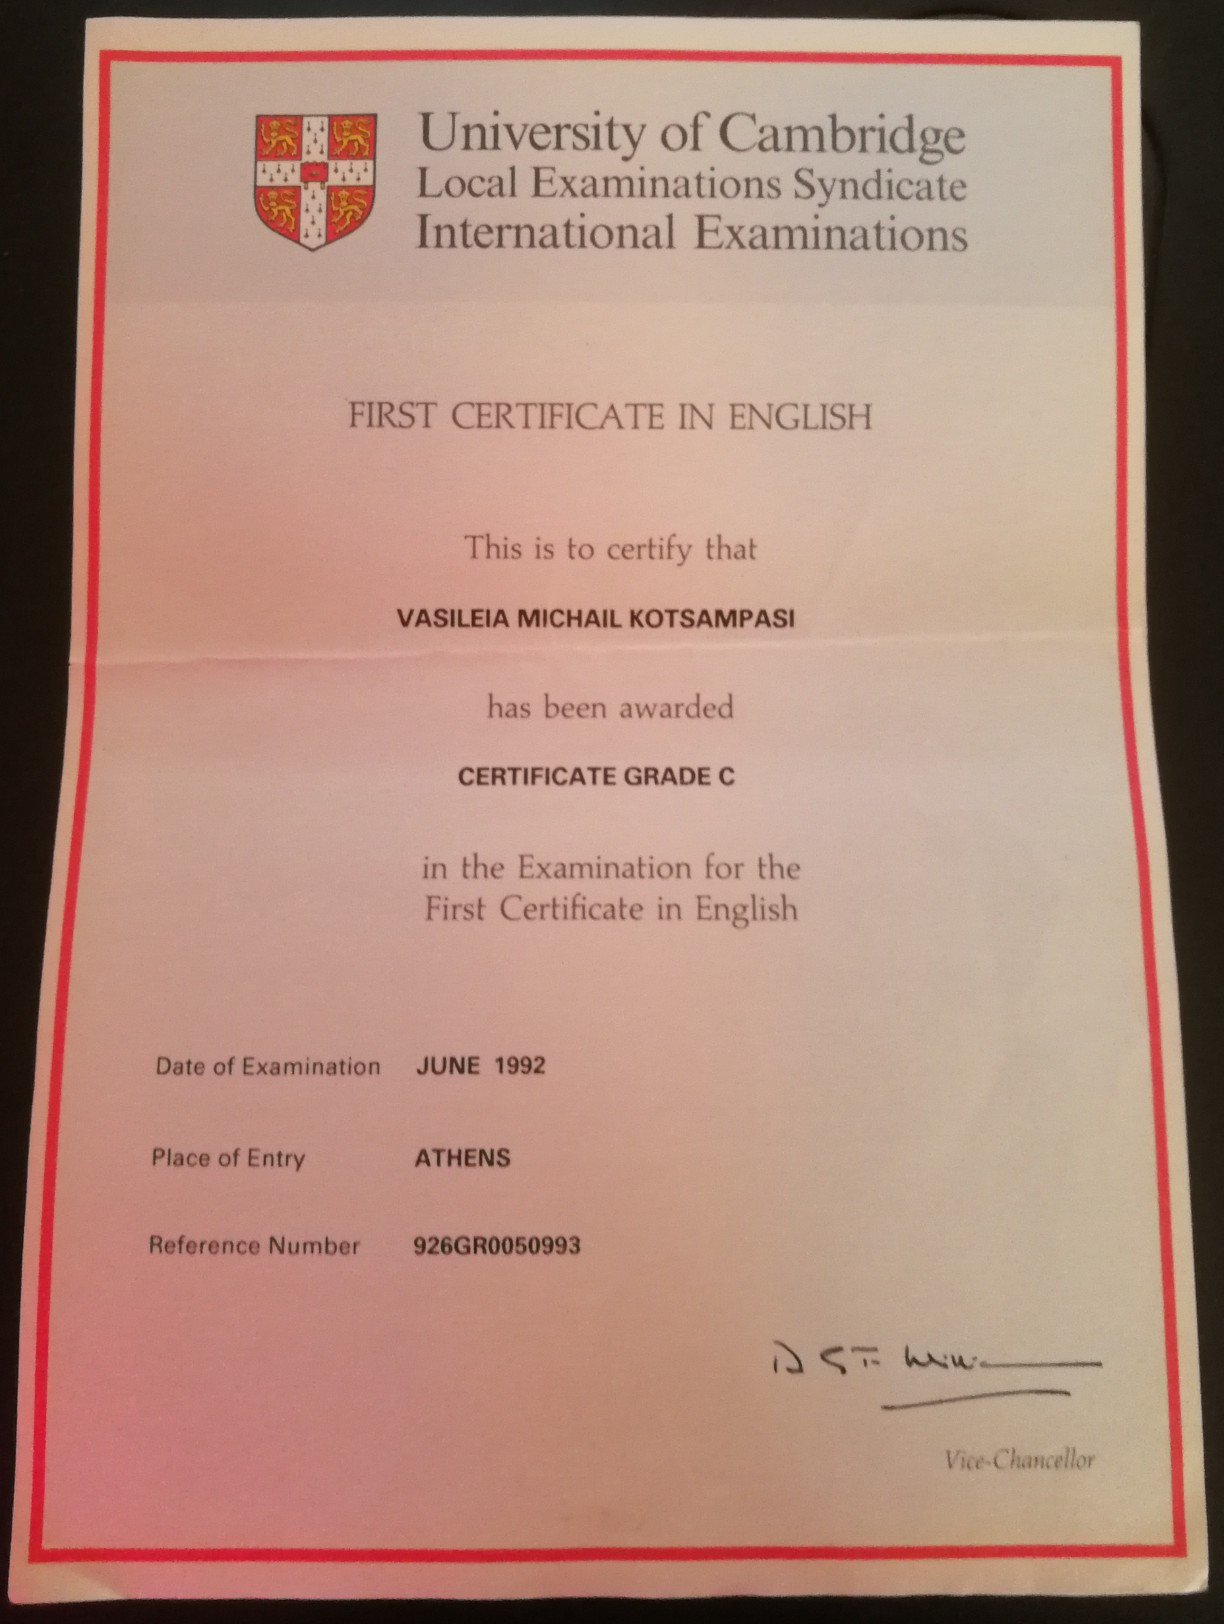 University of Cambridge
Local Examinations Syndicate
International Examinations
FIRST CERTIFICATE IN ENGLISH
This is to certify that
VASILEIA MICHAIL KOTSAMPASI
has been awarded
CERTIFICATE GRADE C
in the Examination for the
First Certificate in English
Date of Examination JUNE 1992
Place of Entry ATHENS
Reference Number 926GR0050993
Vice-Chancellor